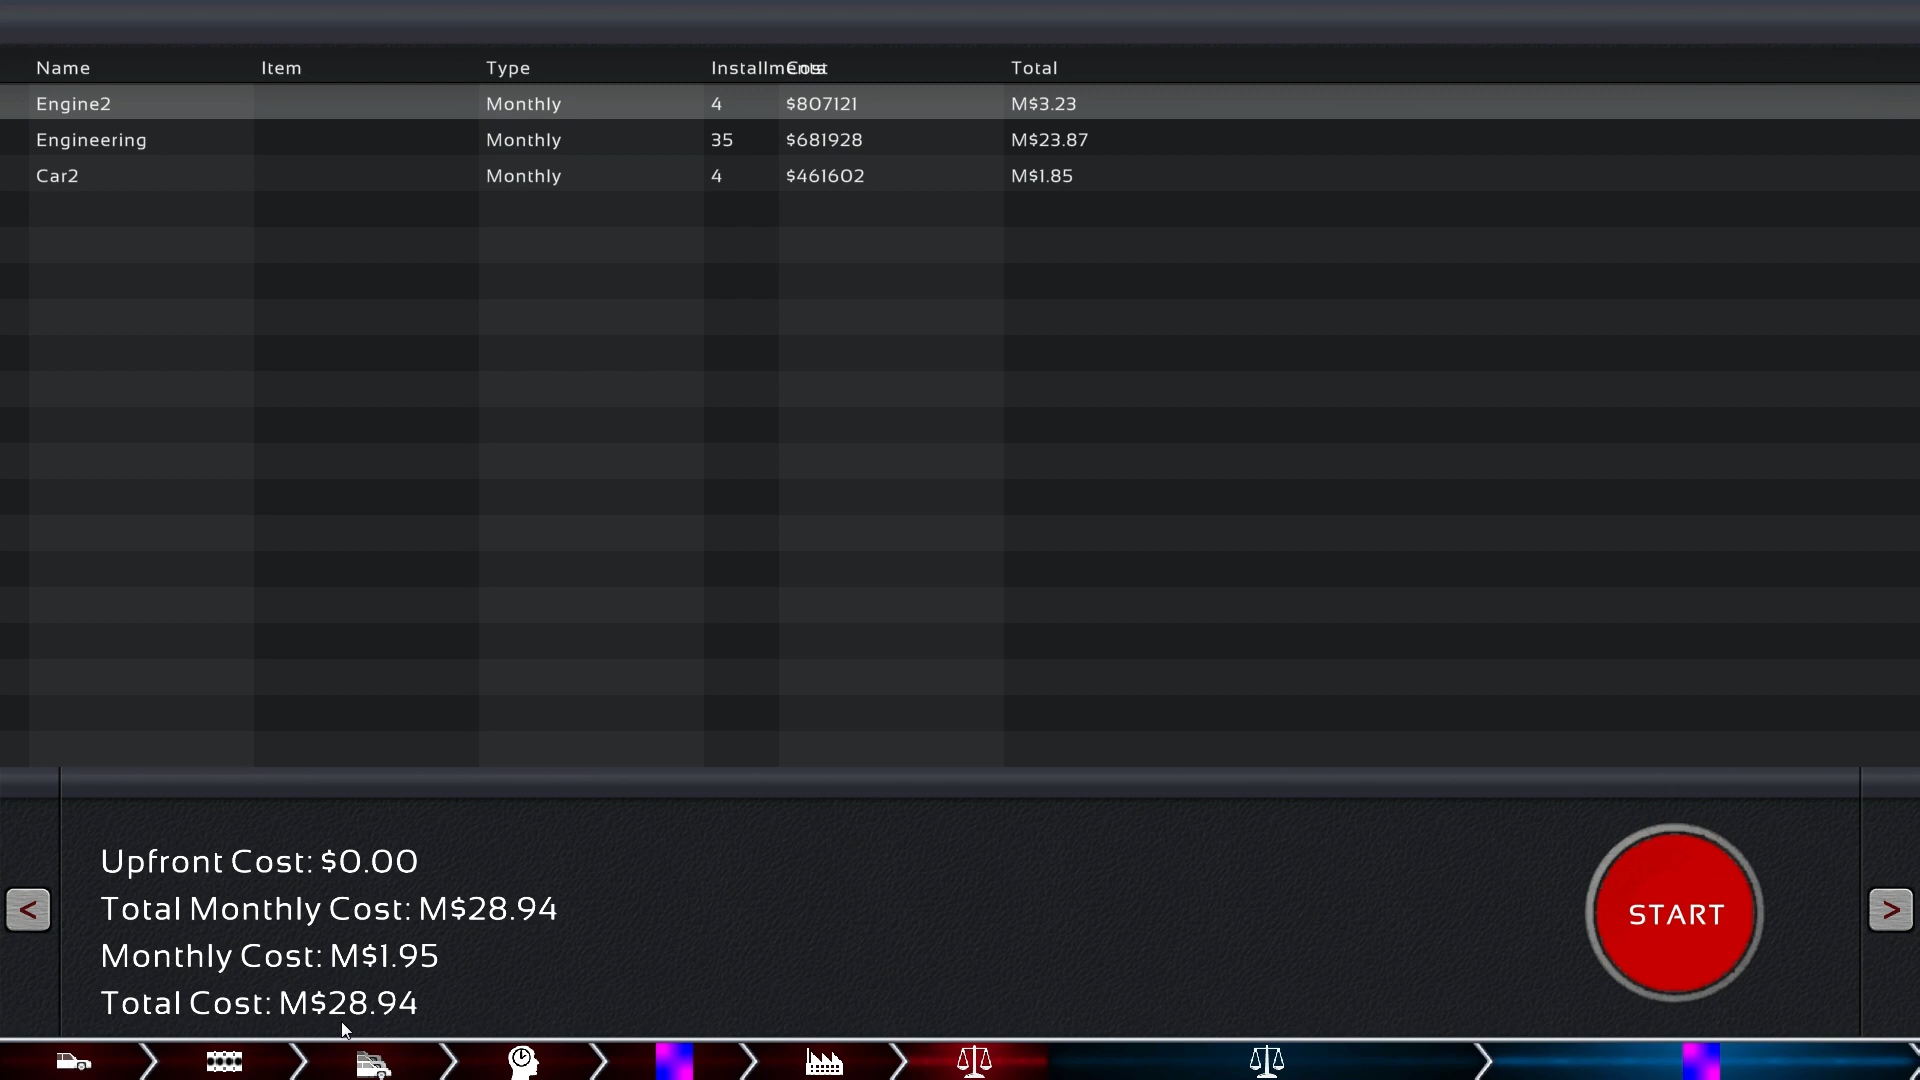 Name Item Type Installments Cost Total
Engine2 Monthly 4 $807121 M$3.23
Engineering Monthly 35 $681928 M$23.87
Car2 Monthly 4 $461602 M$1.85
Upfront Cost: $0.00
Total Monthly Cost: M$28.94
Monthly Cost: M$1.95
Total Cost: M$28.94
< START >